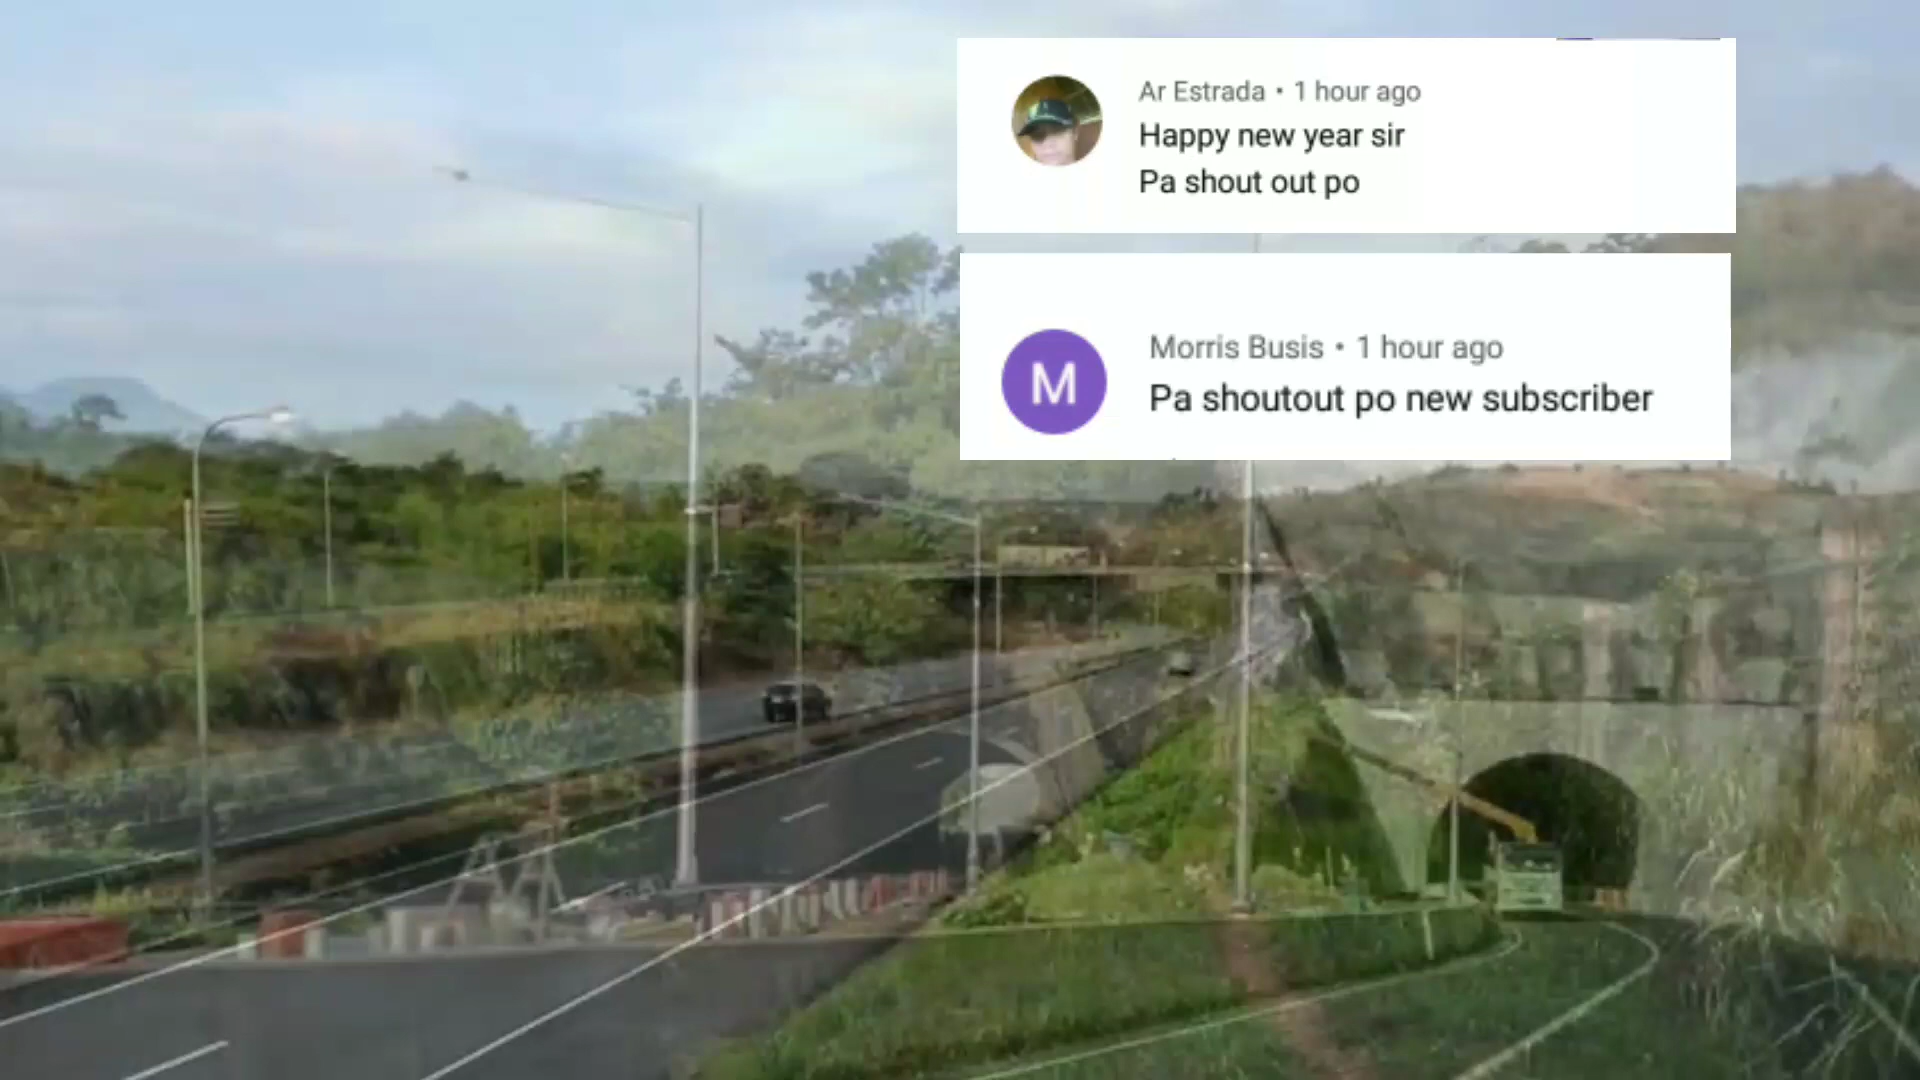 Ar Estrada • 1 hour ago
Happy new year sir
Pa shout out po
M
Morris Busis • 1 hour ago
Pa shoutout po new subscriber